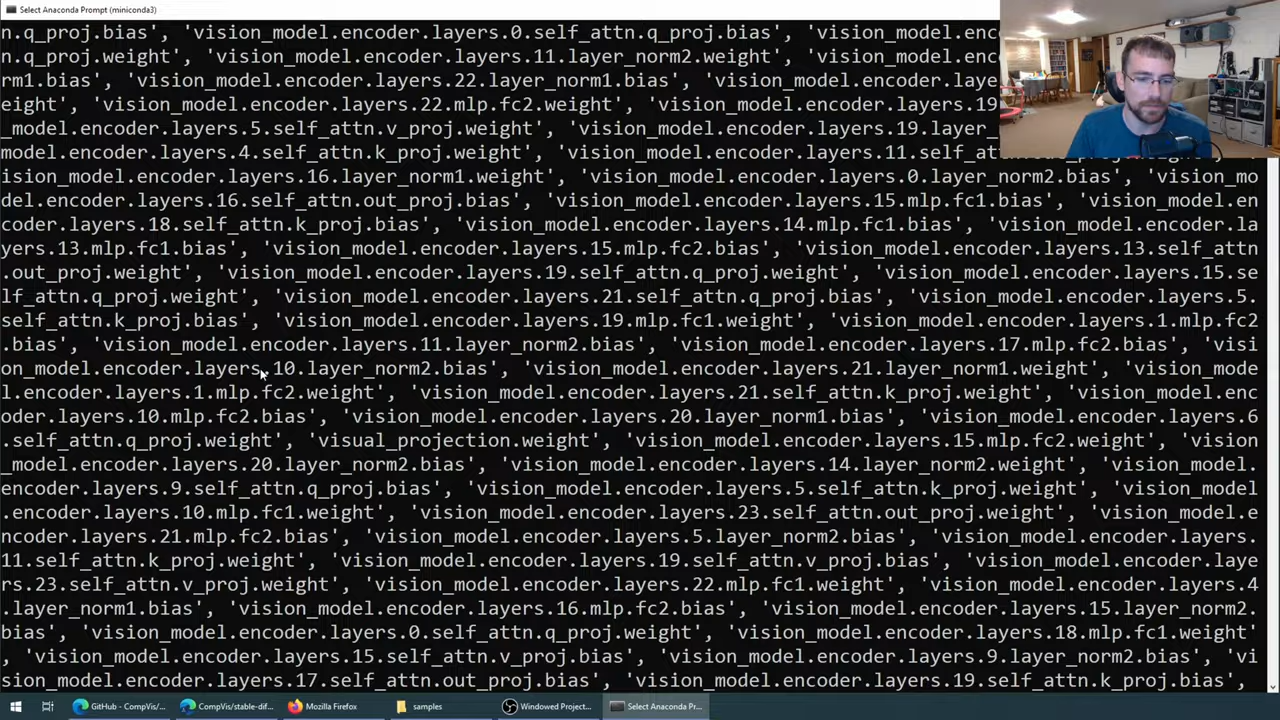 Select Anaconda Prompt (miniconda3)
n.q_proj.bias', 'vision_model.encoder.layers.0.self_attn.q_proj.bias', 'vision_model.enc
n.q_proj.weight', 'vision_model.encoder.layers.11.layer_norm2.weight', 'vision_model.enc
rm1.bias', 'vision_model.encoder.layers.22.layer_norm1.bias', 'vision_model.encoder.laye
eight', 'vision_model.encoder.layers.22.mlp.fc2.weight', 'vision_model.encoder.layers.19
_model.encoder.layers.5.self_attn.v_proj.weight', 'vision_model.encoder.layers.19.layer_
model.encoder.layers.4.self_attn.k_proj.weight', 'vision_model.encoder.layers.11.self_attn.out_proj.weight', 'v
ision_model.encoder.layers.16.layer_norm1.weight', 'vision_model.encoder.layers.0.layer_norm2.bias', 'vision_mo
del.encoder.layers.16.self_attn.out_proj.bias', 'vision_model.encoder.layers.15.mlp.fc1.bias', 'vision_model.en
coder.layers.18.self_attn.k_proj.bias', 'vision_model.encoder.layers.14.mlp.fc1.bias', 'vision_model.encoder.la
yers.13.mlp.fc1.bias', 'vision_model.encoder.layers.15.mlp.fc2.bias', 'vision_model.encoder.layers.13.self_attn
.out_proj.weight', 'vision_model.encoder.layers.19.self_attn.q_proj.weight', 'vision_model.encoder.layers.15.se
lf_attn.q_proj.weight', 'vision_model.encoder.layers.21.self_attn.q_proj.bias', 'vision_model.encoder.layers.5.
self_attn.k_proj.bias', 'vision_model.encoder.layers.19.mlp.fc1.weight', 'vision_model.encoder.layers.1.mlp.fc2
.bias', 'vision_model.encoder.layers.11.layer_norm2.bias', 'vision_model.encoder.layers.17.mlp.fc2.bias', 'visi
on_model.encoder.layers.10.layer_norm2.bias', 'vision_model.encoder.layers.21.layer_norm1.weight', 'vision_mode
l.encoder.layers.1.mlp.fc2.weight', 'vision_model.encoder.layers.21.self_attn.k_proj.weight', 'vision_model.enc
oder.layers.10.mlp.fc2.bias', 'vision_model.encoder.layers.20.layer_norm1.bias', 'vision_model.encoder.layers.6
.self_attn.q_proj.weight', 'visual_projection.weight', 'vision_model.encoder.layers.15.mlp.fc2.weight', 'vision
_model.encoder.layers.20.layer_norm2.bias', 'vision_model.encoder.layers.14.layer_norm2.weight', 'vision_model.
encoder.layers.9.self_attn.q_proj.bias', 'vision_model.encoder.layers.5.self_attn.k_proj.weight', 'vision_model
.encoder.layers.10.mlp.fc1.weight', 'vision_model.encoder.layers.23.self_attn.out_proj.weight', 'vision_model.e
ncoder.layers.21.mlp.fc2.bias', 'vision_model.encoder.layers.5.layer_norm2.bias', 'vision_model.encoder.layers.
11.self_attn.k_proj.weight', 'vision_model.encoder.layers.19.self_attn.v_proj.bias', 'vision_model.encoder.laye
rs.23.self_attn.v_proj.weight', 'vision_model.encoder.layers.22.mlp.fc1.weight', 'vision_model.encoder.layers.4
.layer_norm1.bias', 'vision_model.encoder.layers.16.mlp.fc2.bias', 'vision_model.encoder.layers.15.layer_norm2.
bias', 'vision_model.encoder.layers.0.self_attn.q_proj.weight', 'vision_model.encoder.layers.18.mlp.fc1.weight'
, 'vision_model.encoder.layers.15.self_attn.v_proj.bias', 'vision_model.encoder.layers.9.layer_norm2.bias', 'vi
sion_model.encoder.layers.17.self_attn.out_proj.bias', 'vision_model.encoder.layers.19.self_attn.k_proj.bias',
GitHub - CompVis/... CompVis/stable-dif... Mozilla Firefox samples Windowed Projec... Select Anaconda Pr...